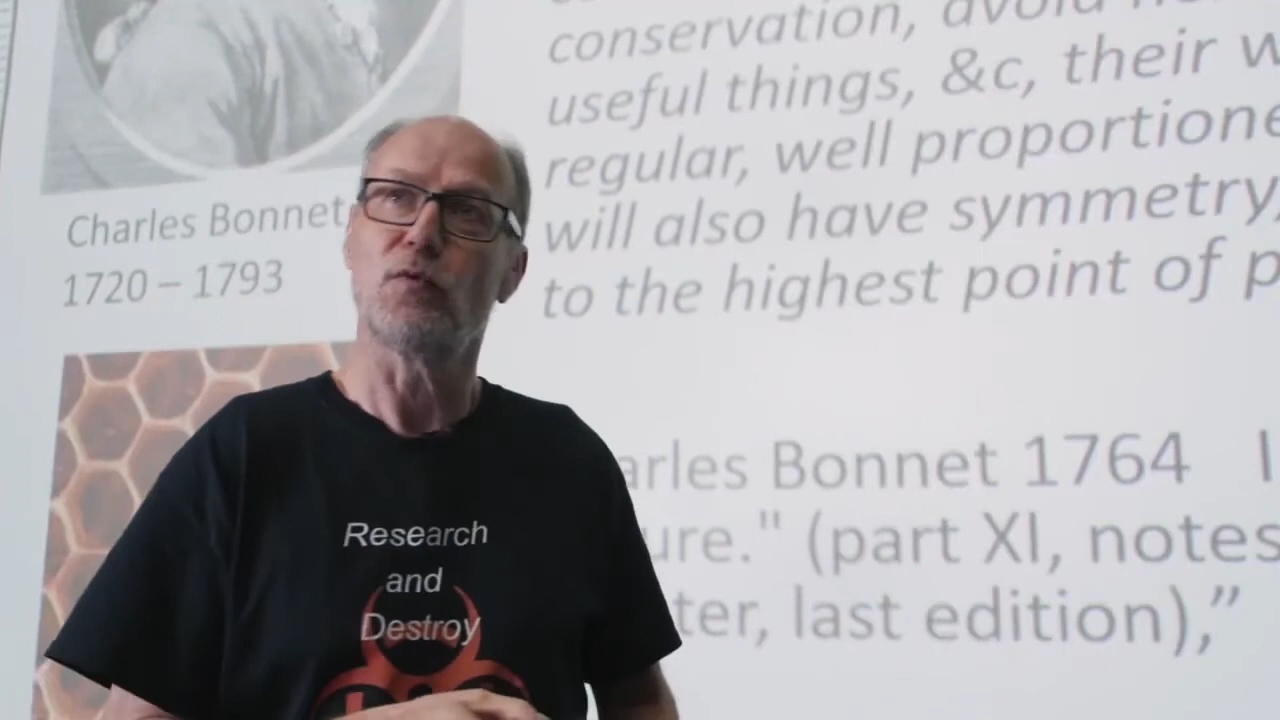 conservation, avoid
useful things, &c, their w
regular, well proportione
will also have symmetry,
to the highest point of p
Charles Bonnet
1720 – 1793
arles Bonnet 1764
ure." (part XI, notes
ter, last edition),”
Research
and
Destroy